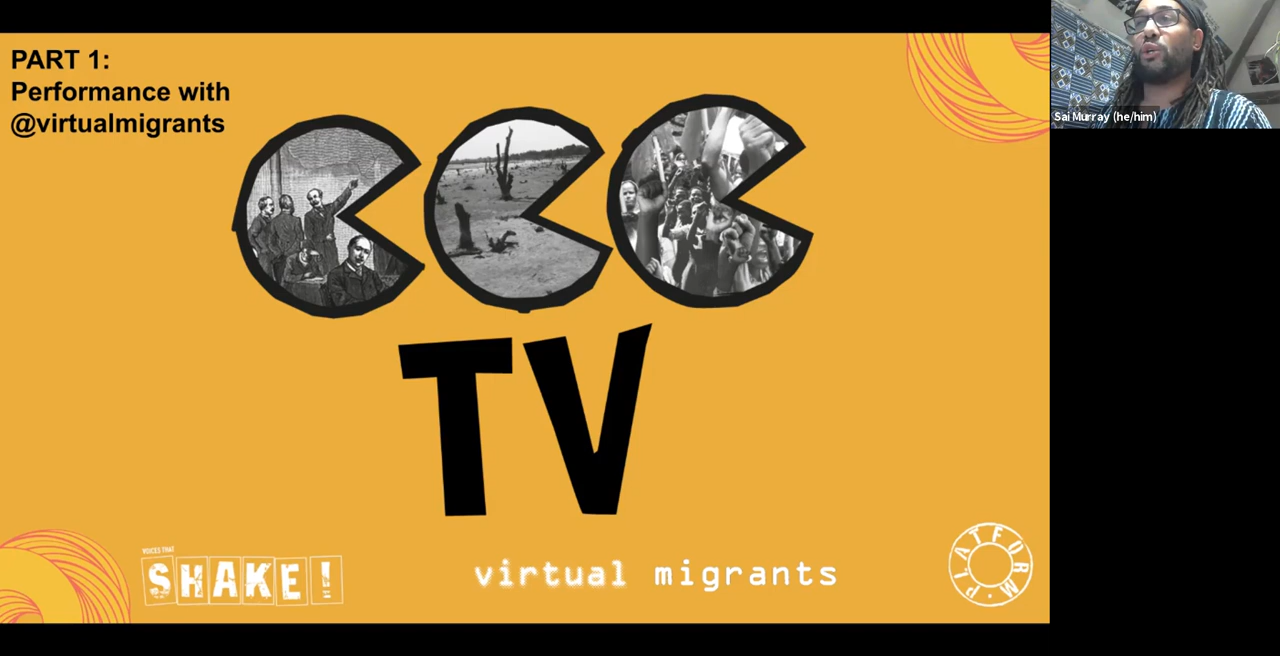 PART 1:
Performance with
@virtualmigrants
Sai Murray (he/him)
CCC
TV
VOICES THAT
SHAKE!
virtual migrants
PLATFORM